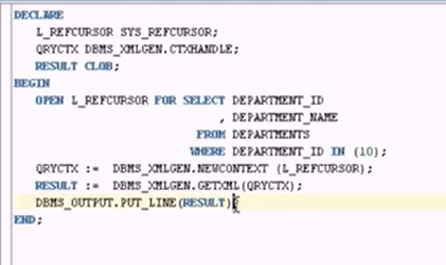 DECLARE
L_REFCURSOR SYS_REFCURSOR;
QRYCTX DBMS_XMLGEN.CTXHANDLE;
RESULT CLOB;
BEGIN
OPEN L_REFCURSOR FOR SELECT DEPARTMENT_ID
, DEPARTMENT_NAME
FROM DEPARTMENTS
WHERE DEPARTMENT_ID IN (10);
QRYCTX := DBMS_XMLGEN.NEWCONTEXT (L_REFCURSOR);
RESULT := DBMS_XMLGEN.GETXML(QRYCTX);
DBMS_OUTPUT.PUT_LINE(RESULT);
END;